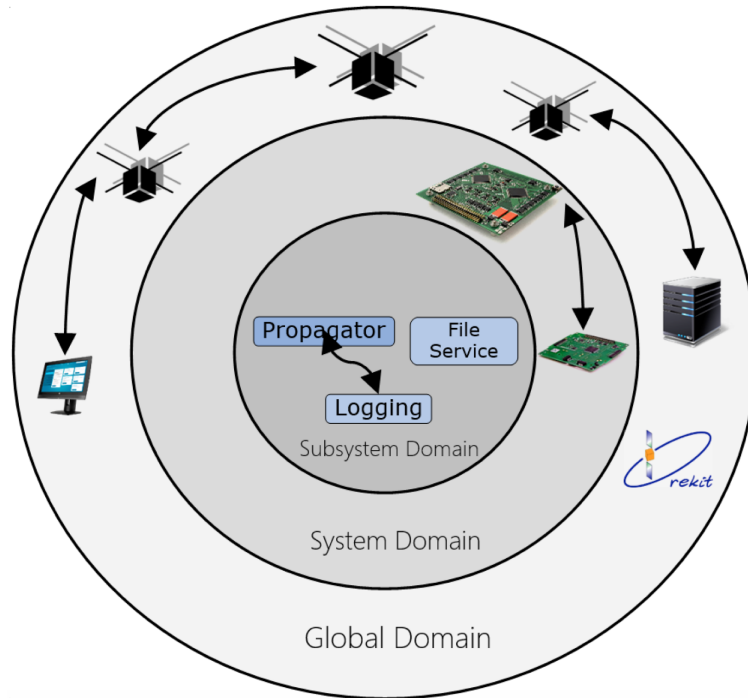 Propagator
File
Service
Logging
Subsystem Domain
rekit
System Domain
Global Domain